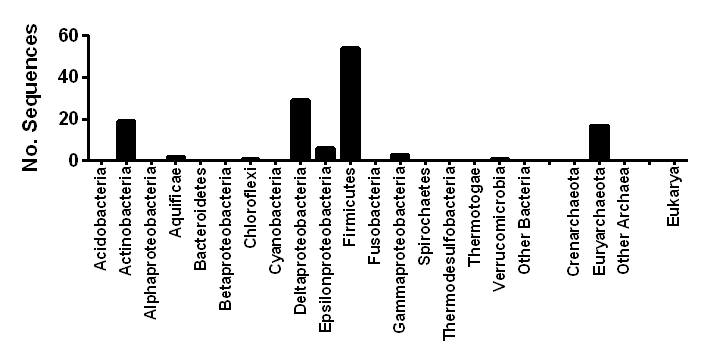 No. Sequences
60
40
20
0
Acidobacteria
Actinobacteria
Alphaproteobacteria
Aquificae
Bacteroidetes
Betaproteobacteria
Chloroflexi
Cyanobacteria
Deltaproteobacteria
Epsilonproteobacteria
Firmicutes
Fusobacteria
Gammaproteobacteria
Spirochaetes
Thermodesulfobacteria
Thermotogae
Verrucomicrobia
Other Bacteria
Crenarchaeota
Euryarchaeota
Other Archaea
Eukarya